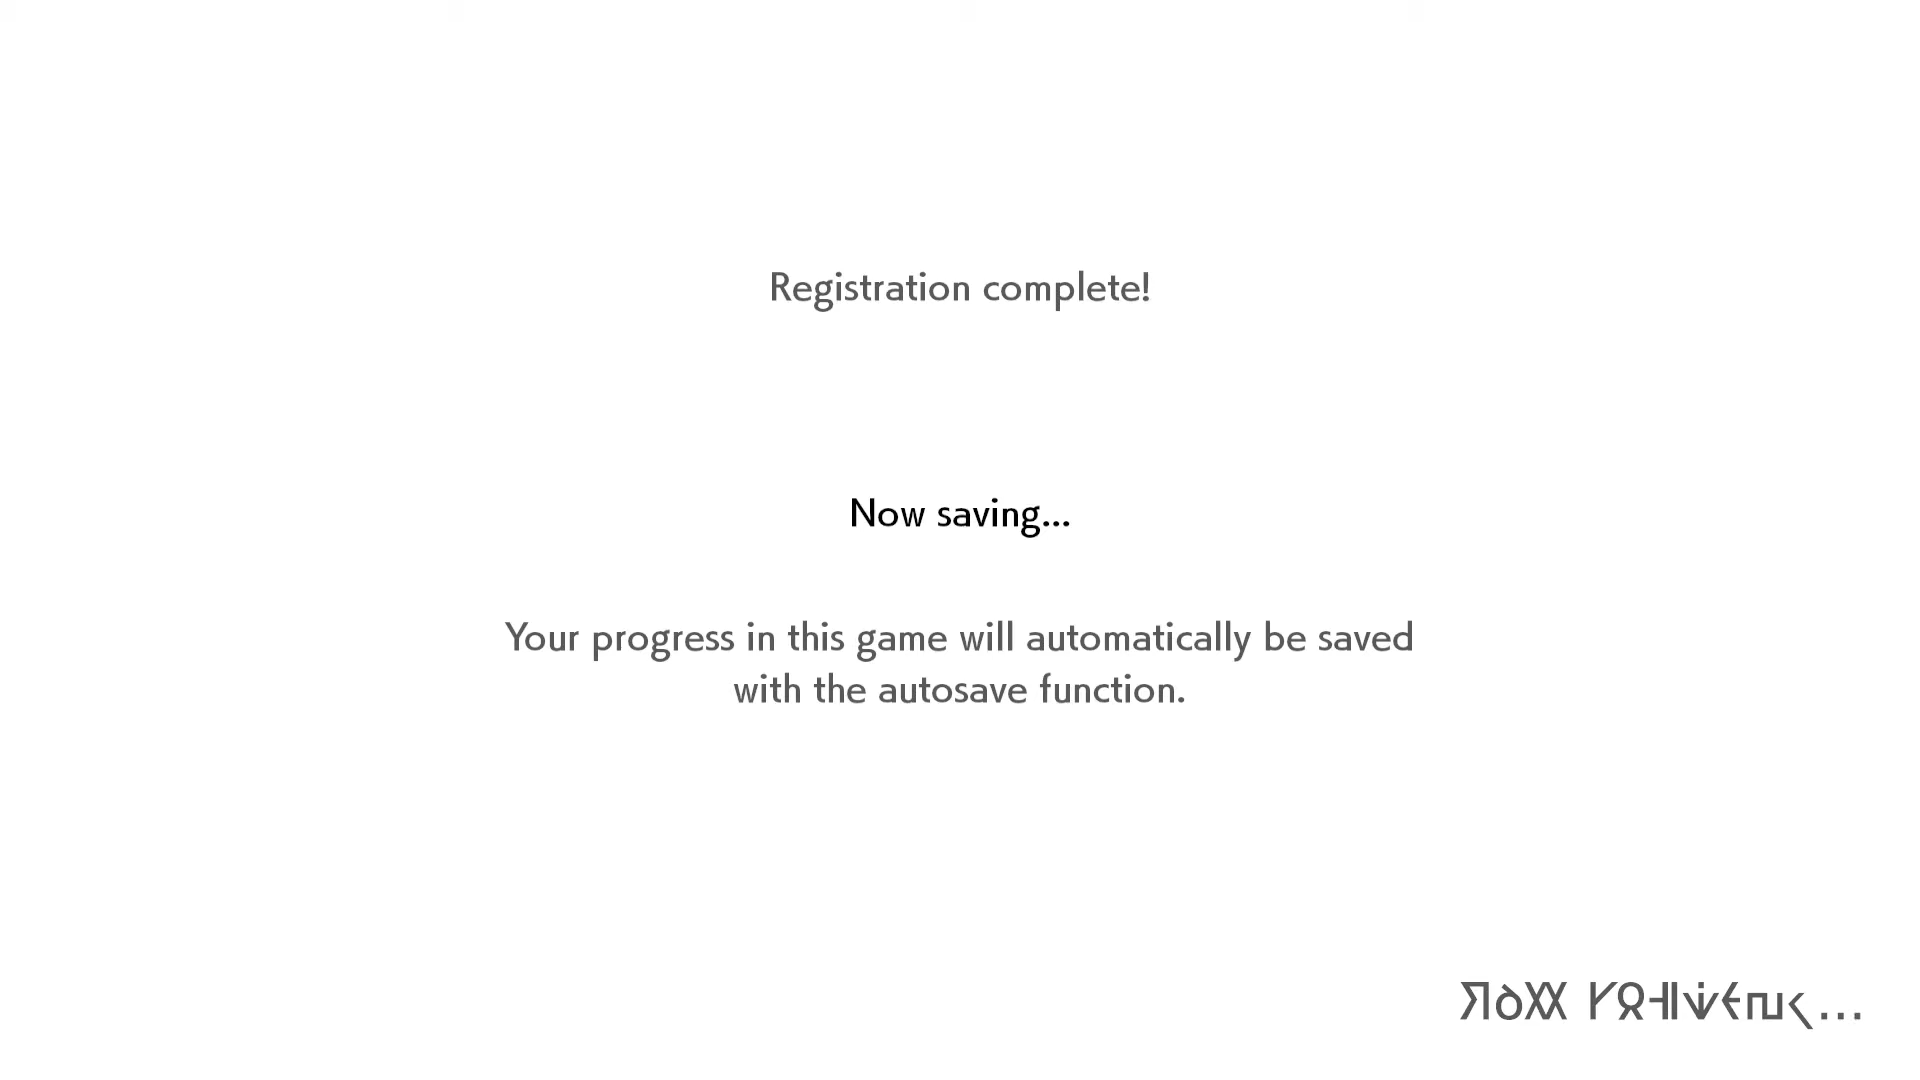 Registration complete!
Now saving...
Your progress in this game will automatically be saved
with the autosave function.